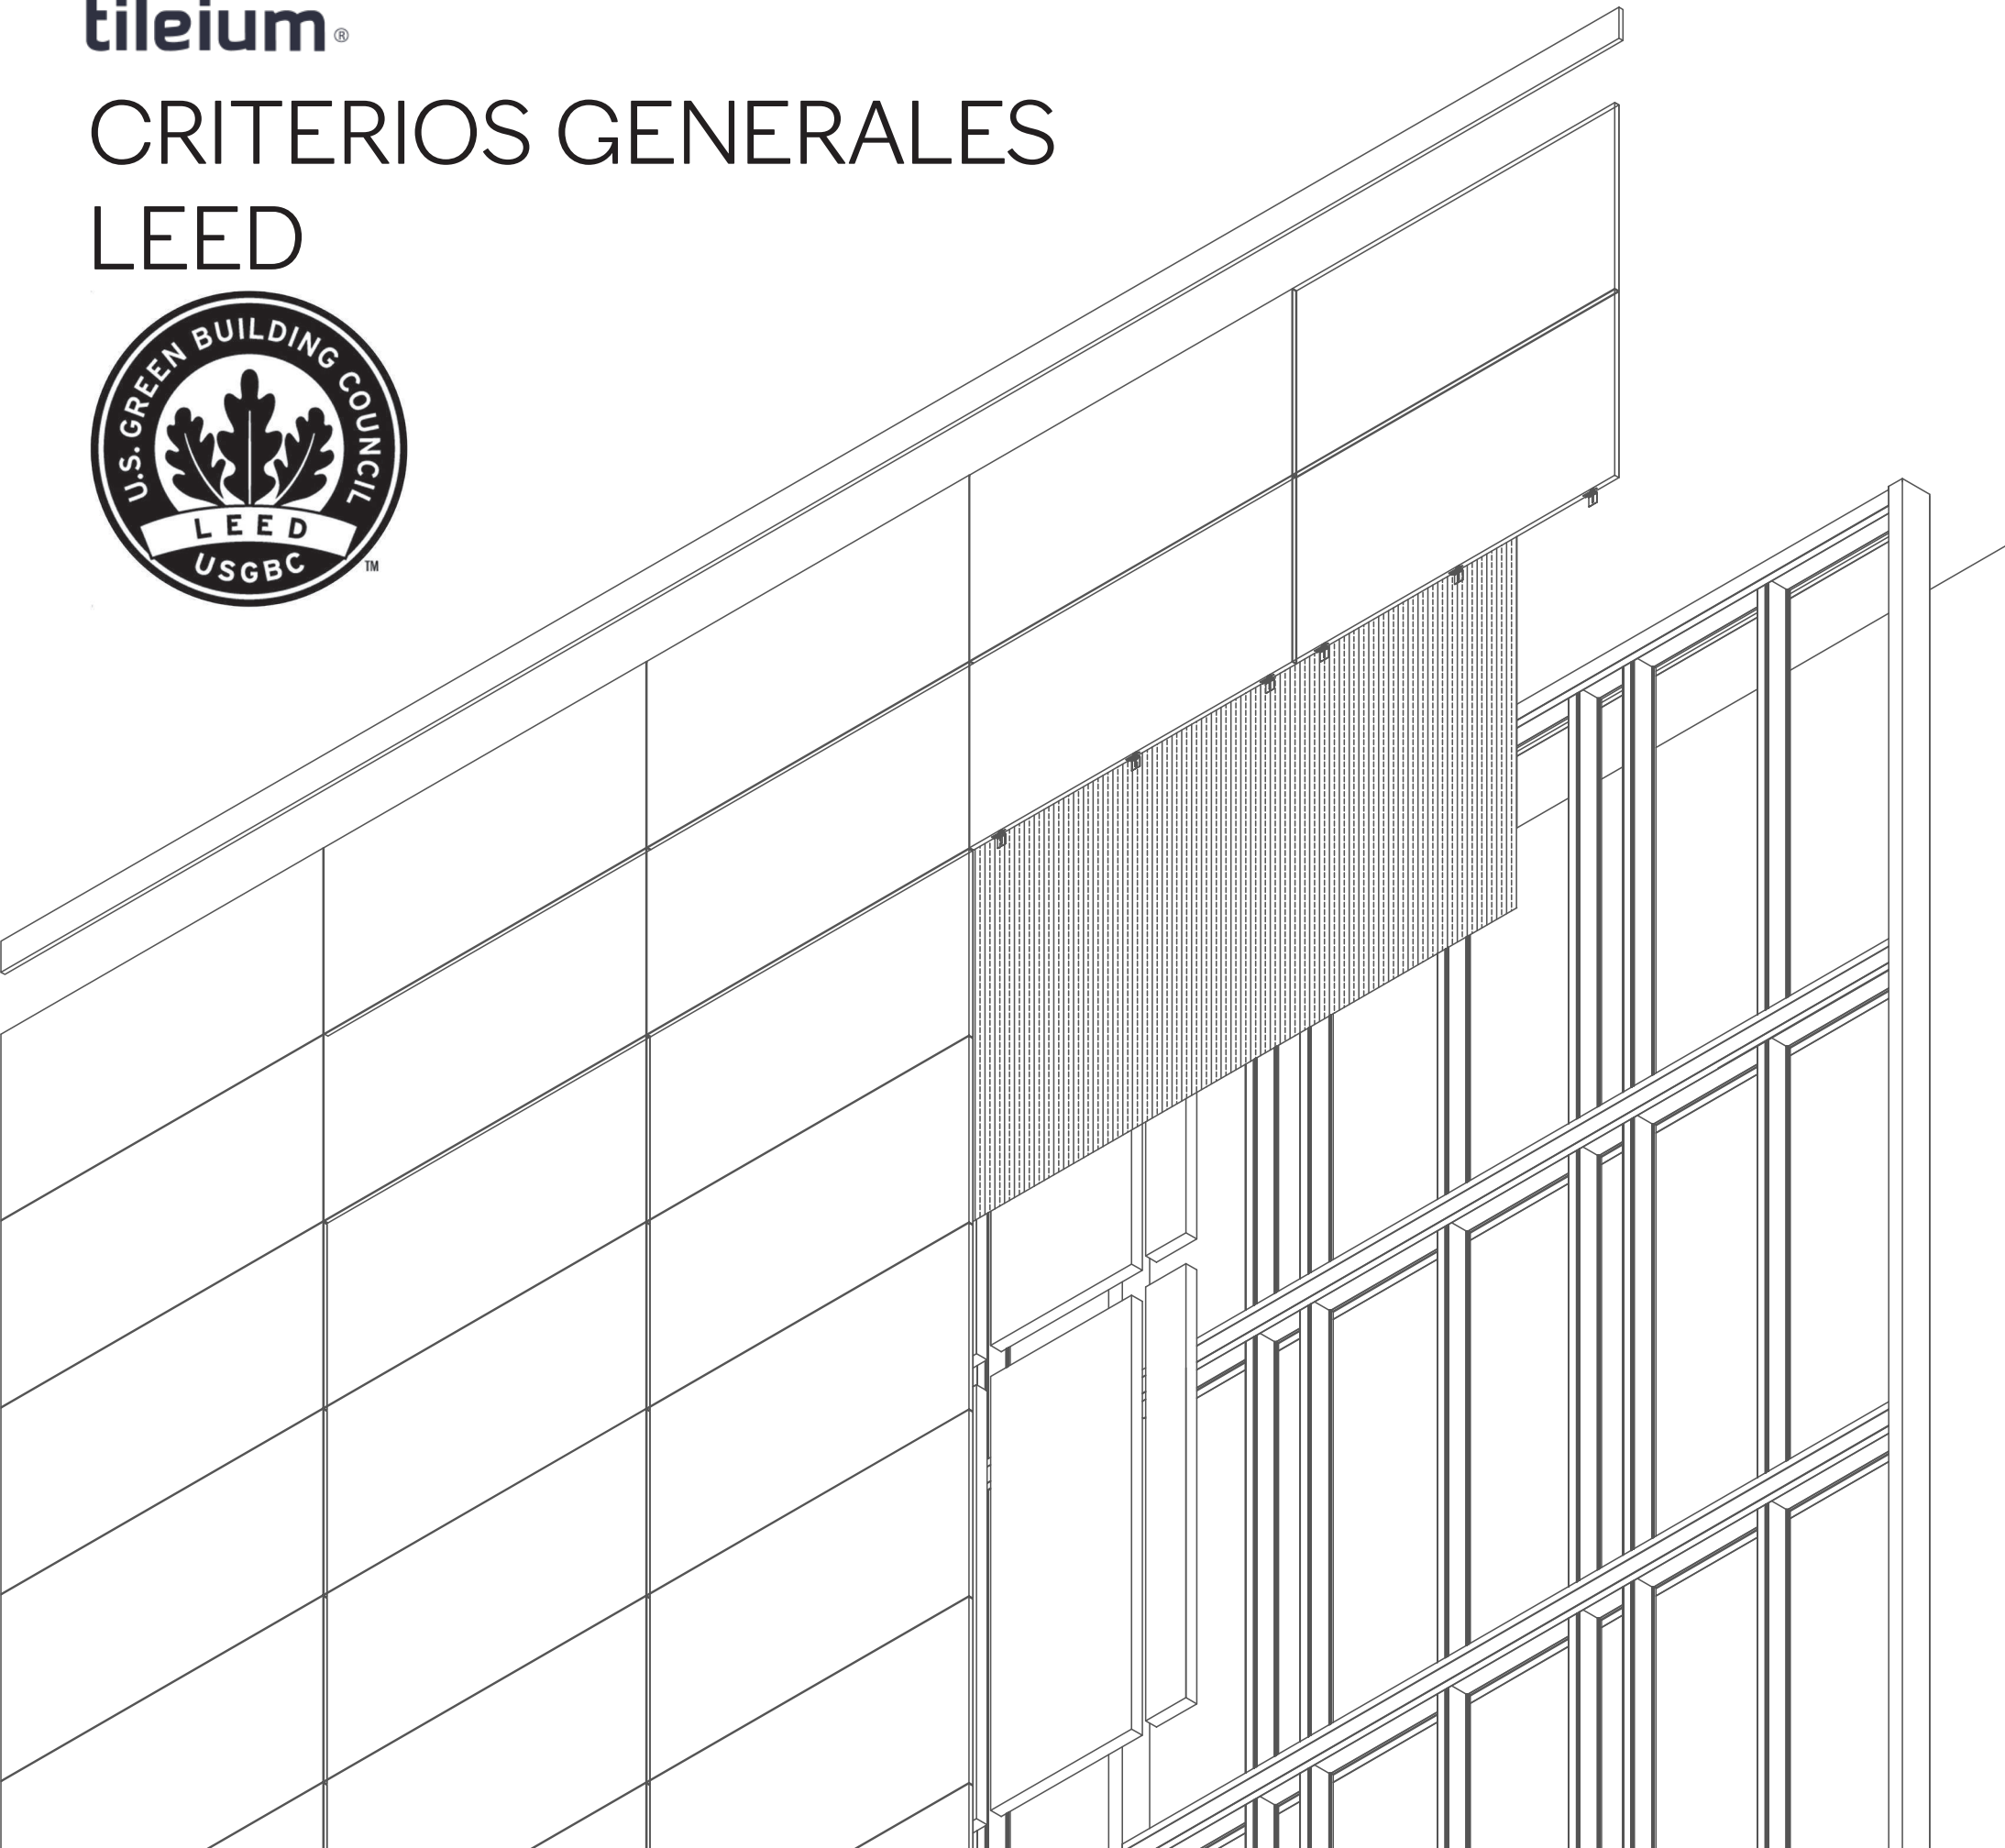 tileium®
CRITERIOS GENERALES
LEED
U.S. GREEN BUILDING COUNCIL
LEED
USGBC
TM